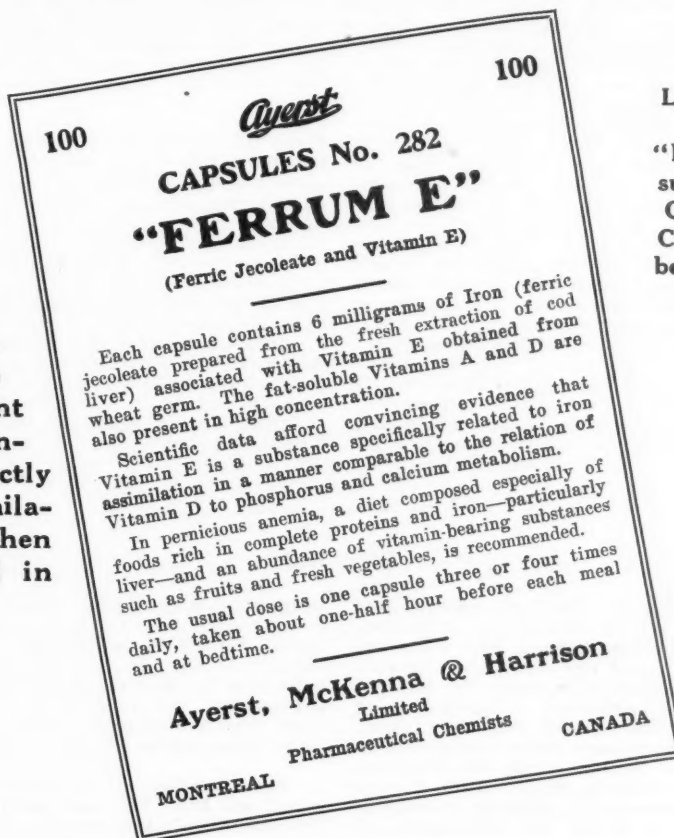 100
100
Ayerst
CAPSULES No. 282
"FERRUM E"
(Ferric Jecoleate and Vitamin E)
Each capsule contains 6 milligrams of Iron (ferric
jecoleate prepared from the fresh extraction of cod
liver) associated with Vitamin E obtained from
wheat germ. The fat-soluble Vitamins A and D are
also present in high concentration.
Scientific data afford convincing evidence that
Vitamin E is a substance specifically related to iron
assimilation in a manner comparable to the relation of
Vitamin D to phosphorus and calcium metabolism.
In pernicious anemia, a diet composed especially of
foods rich in complete proteins and iron—particularly
liver—and an abundance of vitamin-bearing substances
such as fruits and fresh vegetables, is recommended.
The usual dose is one capsule three or four times
daily, taken about one-half hour before each meal
and at bedtime.
Ayerst, McKenna & Harrison
Limited
Pharmaceutical Chemists
MONTREAL
CANADA
nt
n-
ctly
ila-
hen
in
L
"
su
C
C
be